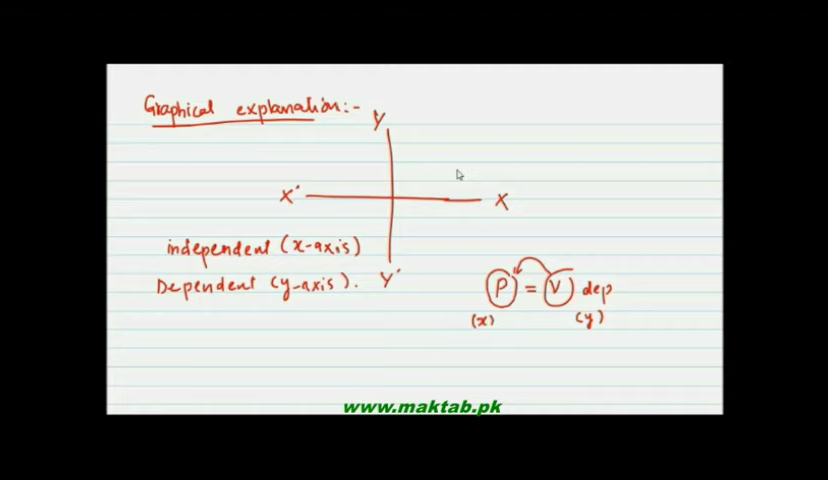 Graphical explanation:-
Y
X' X
independent (x-axis)
Dependent (y-axis). Y'
P = V dep
(x) (y)
www.maktab.pk